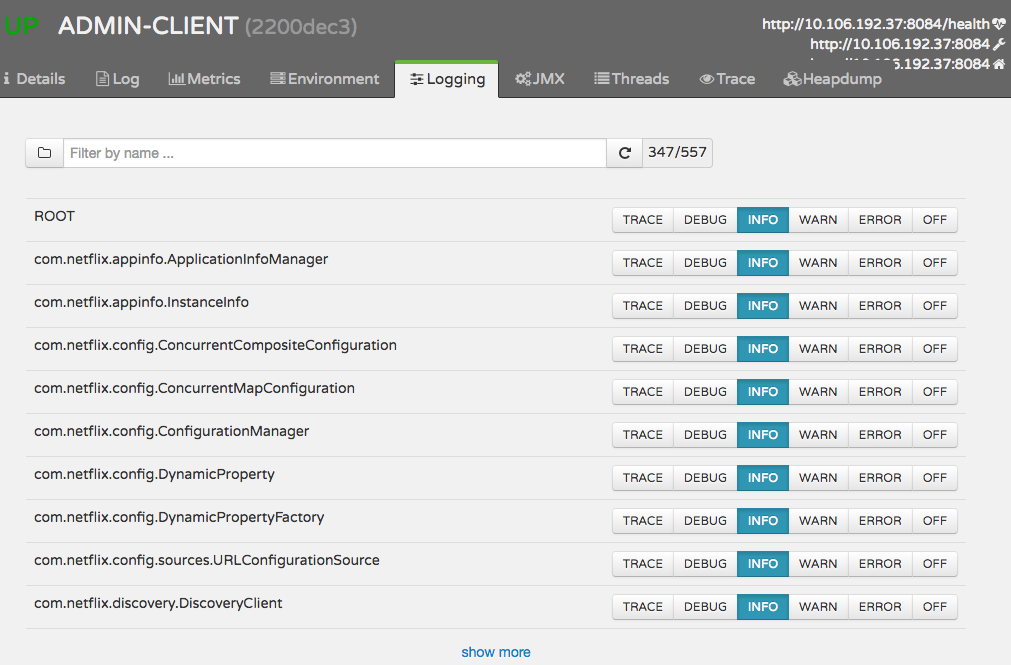 UP ADMIN-CLIENT (2200dec3)
http://10.106.192.37:8084/health
http://10.106.192.37:8084
.192.37:8084
Details Log Metrics Environment Logging JMX Threads Trace Heapdump
Filter by name ... 347/557
ROOT TRACE DEBUG INFO WARN ERROR OFF
com.netflix.appinfo.ApplicationInfoManager TRACE DEBUG INFO WARN ERROR OFF
com.netflix.appinfo.InstanceInfo TRACE DEBUG INFO WARN ERROR OFF
com.netflix.config.ConcurrentCompositeConfiguration TRACE DEBUG INFO WARN ERROR OFF
com.netflix.config.ConcurrentMapConfiguration TRACE DEBUG INFO WARN ERROR OFF
com.netflix.config.ConfigurationManager TRACE DEBUG INFO WARN ERROR OFF
com.netflix.config.DynamicProperty TRACE DEBUG INFO WARN ERROR OFF
com.netflix.config.DynamicPropertyFactory TRACE DEBUG INFO WARN ERROR OFF
com.netflix.config.sources.URLConfigurationSource TRACE DEBUG INFO WARN ERROR OFF
com.netflix.discovery.DiscoveryClient TRACE DEBUG INFO WARN ERROR OFF
show more